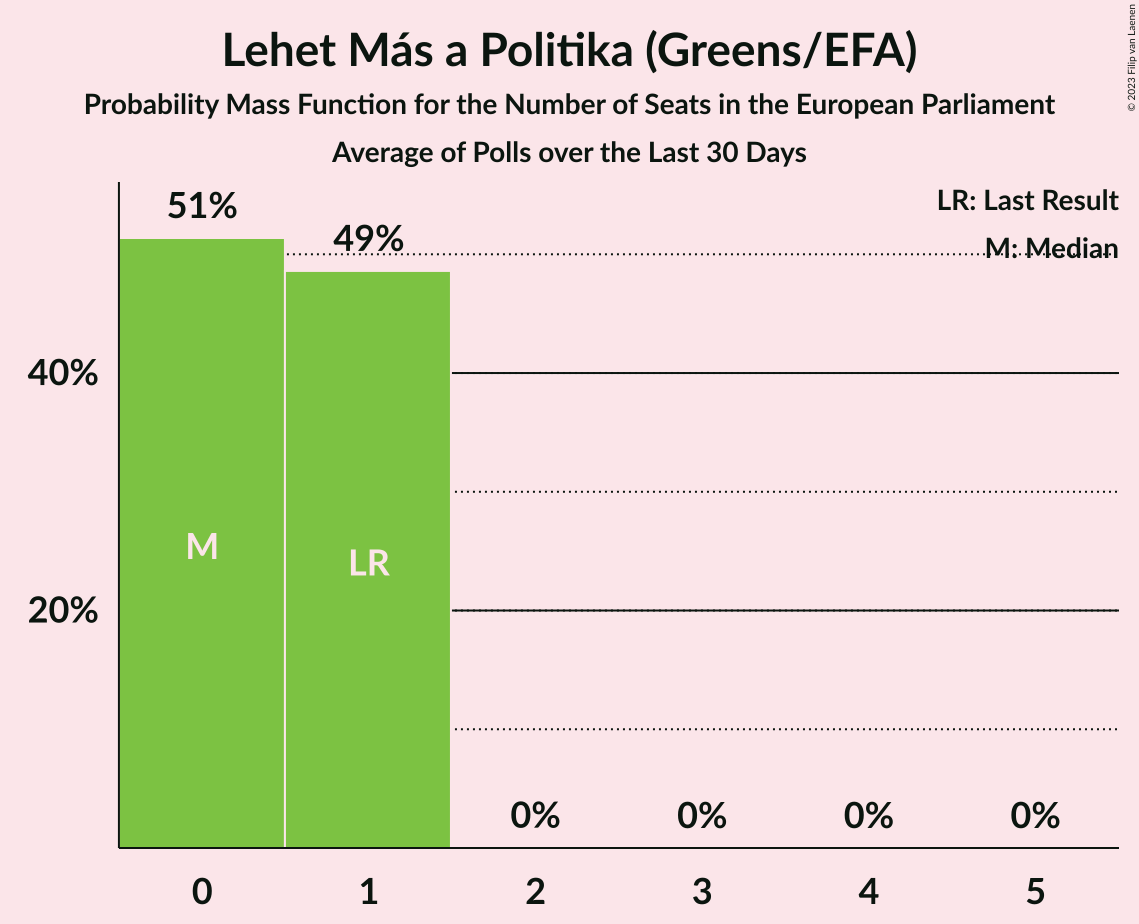 Lehet Más a Politika (Greens/EFA)
Probability Mass Function for the Number of Seats in the European Parliament
Average of Polls over the Last 30 Days
© 2023 Filip van Laenen
LR: Last Result
M: Median
51%
49%
40%
20%
M
LR
0%
0%
0%
0%
0
1
2
3
4
5